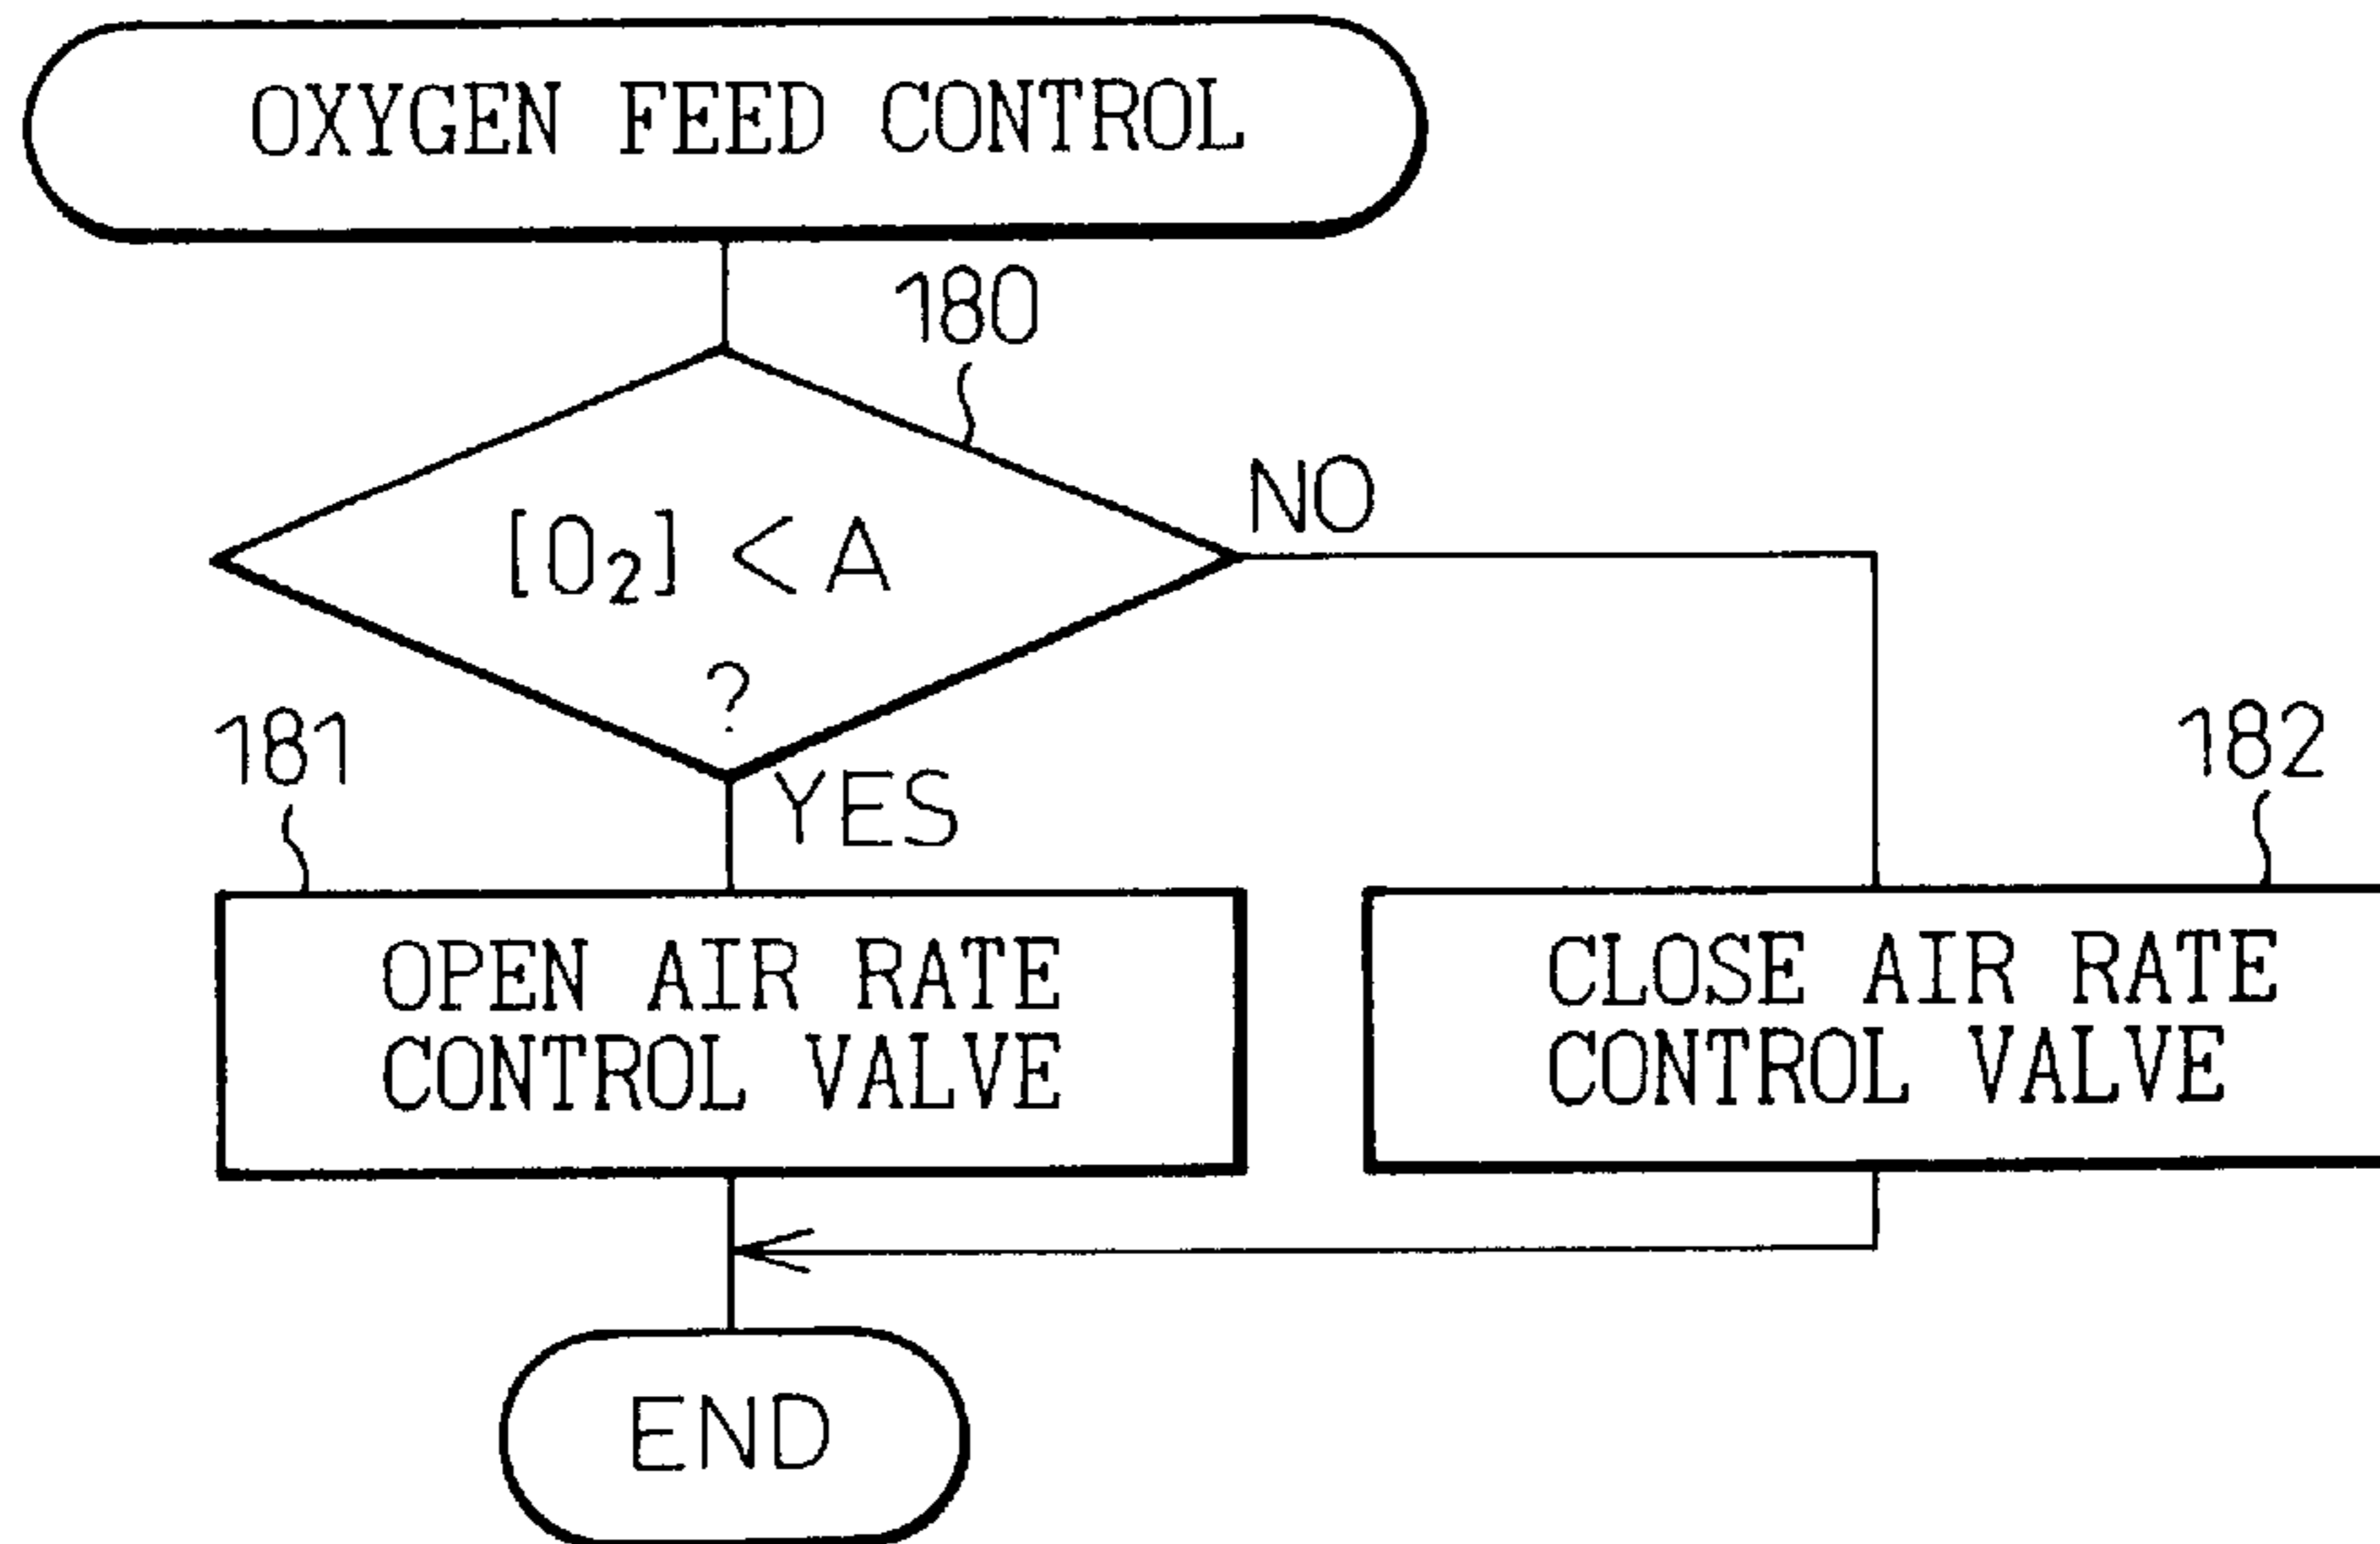 OXYGEN FEED CONTROL
180
[O₂] < A
?
NO
YES
181
OPEN AIR RATE
CONTROL VALVE
182
CLOSE AIR RATE
CONTROL VALVE
END